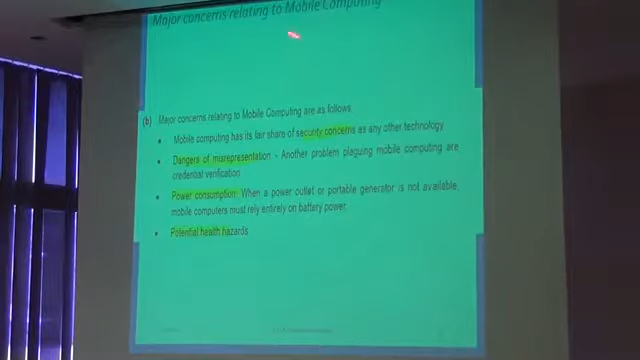 Major concerns relating to Mobile Computing
(b) Major concerns relating to Mobile Computing are as follows
• Mobile computing has its fair share of security concerns as any other technology
• Dangers of misrepresentation - Another problem plaguing mobile computing are
credential verification
• Power consumption: When a power outlet or portable generator is not available,
mobile computers must rely entirely on battery power.
• Potential health hazards